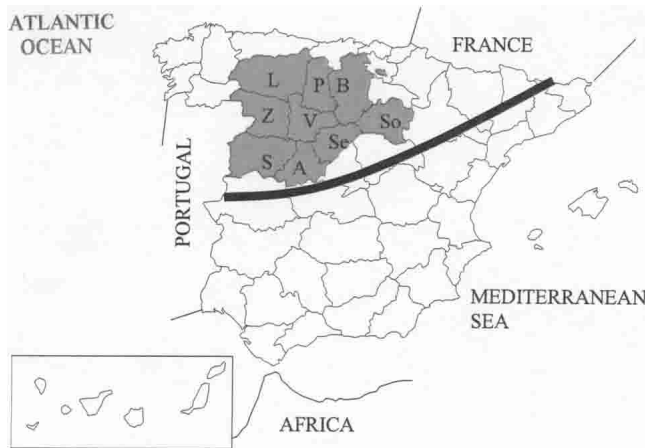 ATLANTIC
OCEAN
FRANCE
L
P
B
Z
V
So
Se
S
A
PORTUGAL
MEDITERRANEAN
SEA
AFRICA